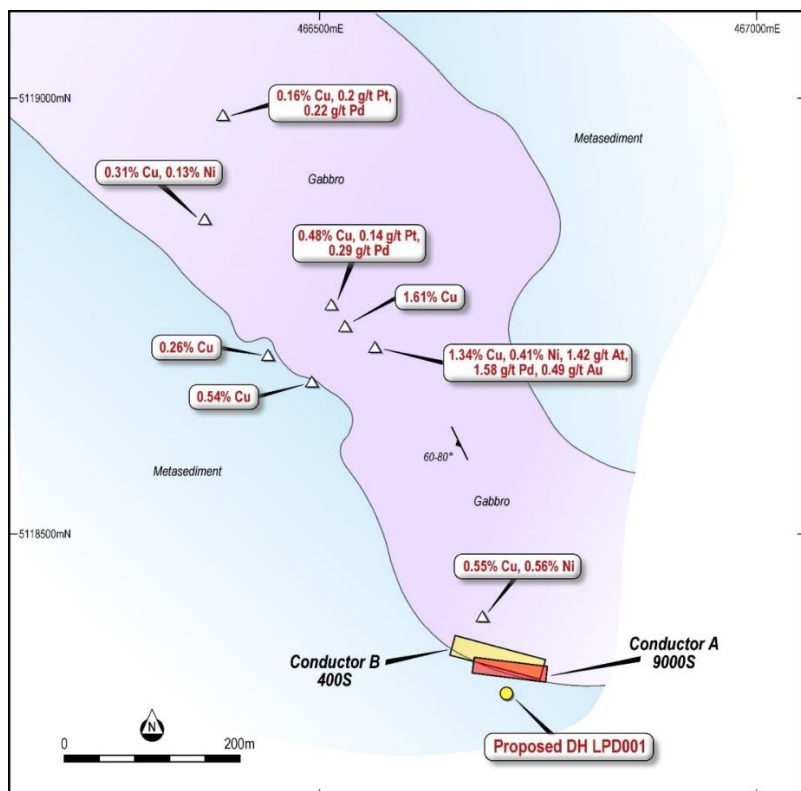 466500mE
467000mE
5119000mN
0.16% Cu, 0.2 g/t Pt,
0.22 g/t Pd
Metasediment
0.31% Cu, 0.13% Ni
Gabbro
0.48% Cu, 0.14 g/t Pt,
0.29 g/t Pd
1.61% Cu
0.26% Cu
1.34% Cu, 0.41% Ni, 1.42 g/t At,
1.58 g/t Pd, 0.49 g/t Au
0.54% Cu
60-80°
Metasediment
Gabbro
5118500mN
0.55% Cu, 0.56% Ni
Conductor B
400S
Conductor A
9000S
N
0
200m
Proposed DH LPD001